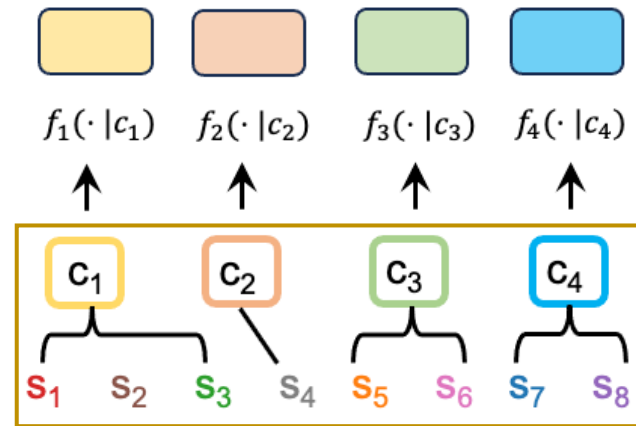 f₁(· |c₁) f₂(· |c₂) f₃(· |c₃) f₄(· |c₄)
C₁ C₂ C₃ C₄
S₁ S₂ S₃ S₄ S₅ S₆ S₇ S₈